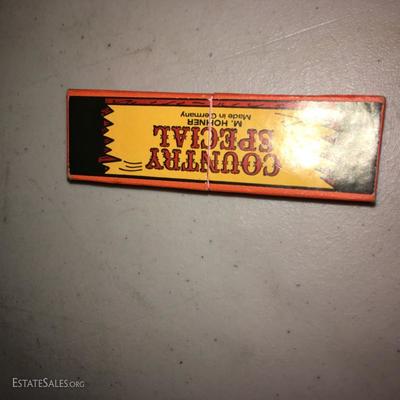 COUNTRY
SPECIAL
M. HOHNER
Made in Germany
ESTATESALES.ORG